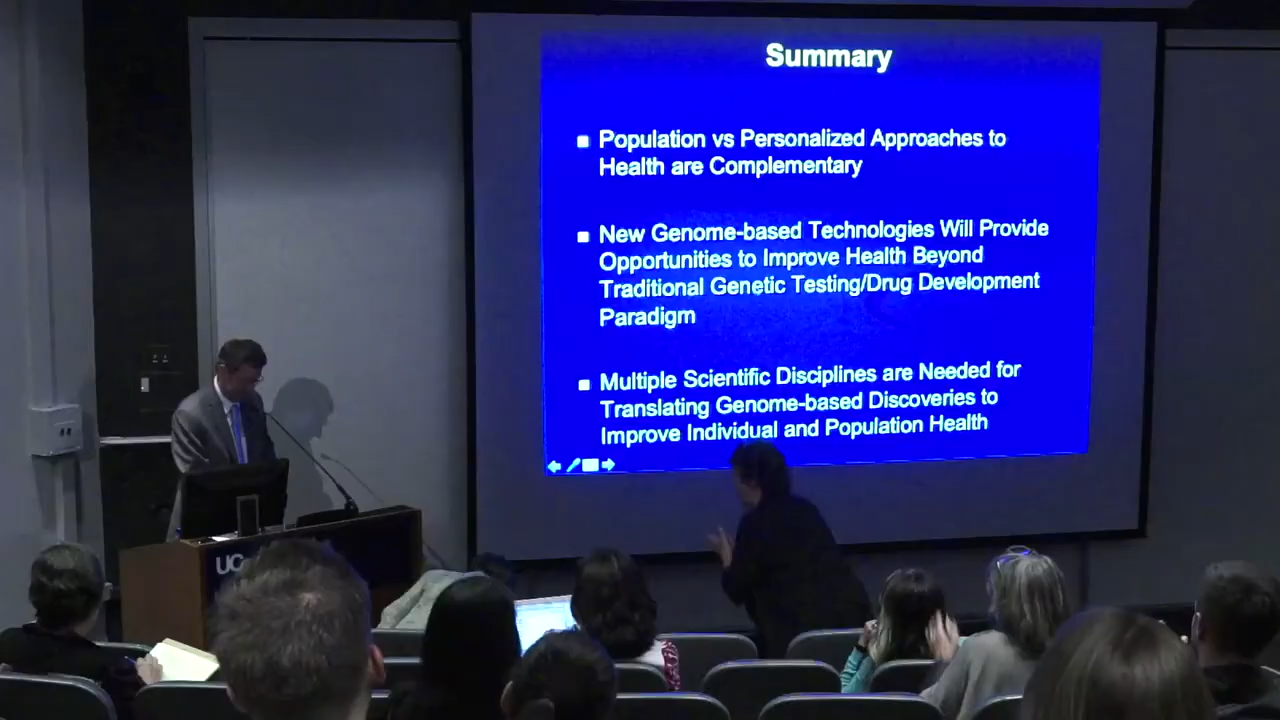 Summary
Population vs Personalized Approaches to
Health are Complementary
New Genome-based Technologies Will Provide
Opportunities to Improve Health Beyond
Traditional Genetic Testing/Drug Development
Paradigm
Multiple Scientific Disciplines are Needed for
Translating Genome-based Discoveries to
Improve Individual and Population Health
UC